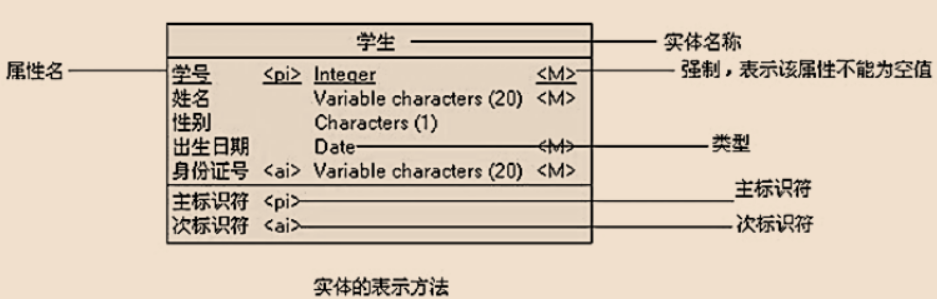 学生
实体名称
属性名
学号 <pi> Integer <M>
强制，表示该属性不能为空值
姓名 Variable characters (20) <M>
性别 Characters (1)
出生日期 Date <M>
类型
身份证号 <ai> Variable characters (20) <M>
主标识符 <pi>
主标识符
次标识符 <ai>
次标识符
实体的表示方法